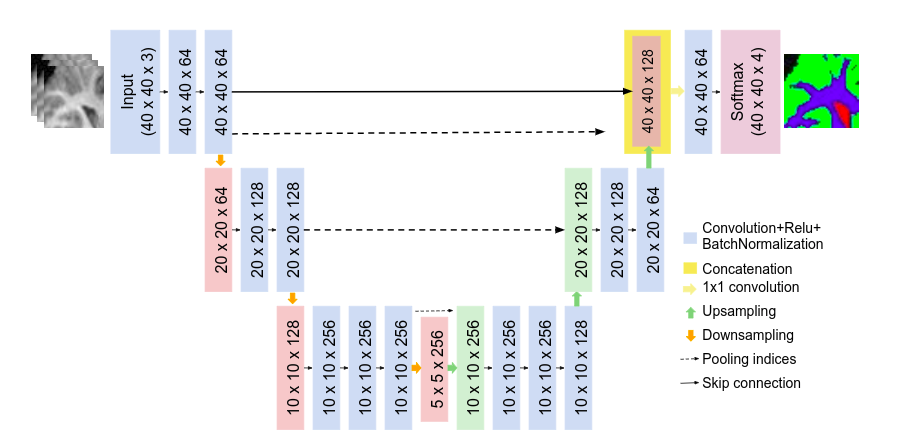 Input
(40 x 40 x 3)
40 x 40 x 64
40 x 40 x 64
40 x 40 x 128
40 x 40 x 64
Softmax
(40 x 40 x 4)
20 x 20 x 64
20 x 20 x 128
20 x 20 x 128
20 x 20 x 128
20 x 20 x 128
20 x 20 x 64
10 x 10 x 128
10 x 10 x 256
10 x 10 x 256
10 x 10 x 256
5 x 5 x 256
10 x 10 x 256
10 x 10 x 256
10 x 10 x 256
10 x 10 x 128
Convolution+Relu+
BatchNormalization
Concatenation
1x1 convolution
Upsampling
Downsampling
Pooling indices
Skip connection